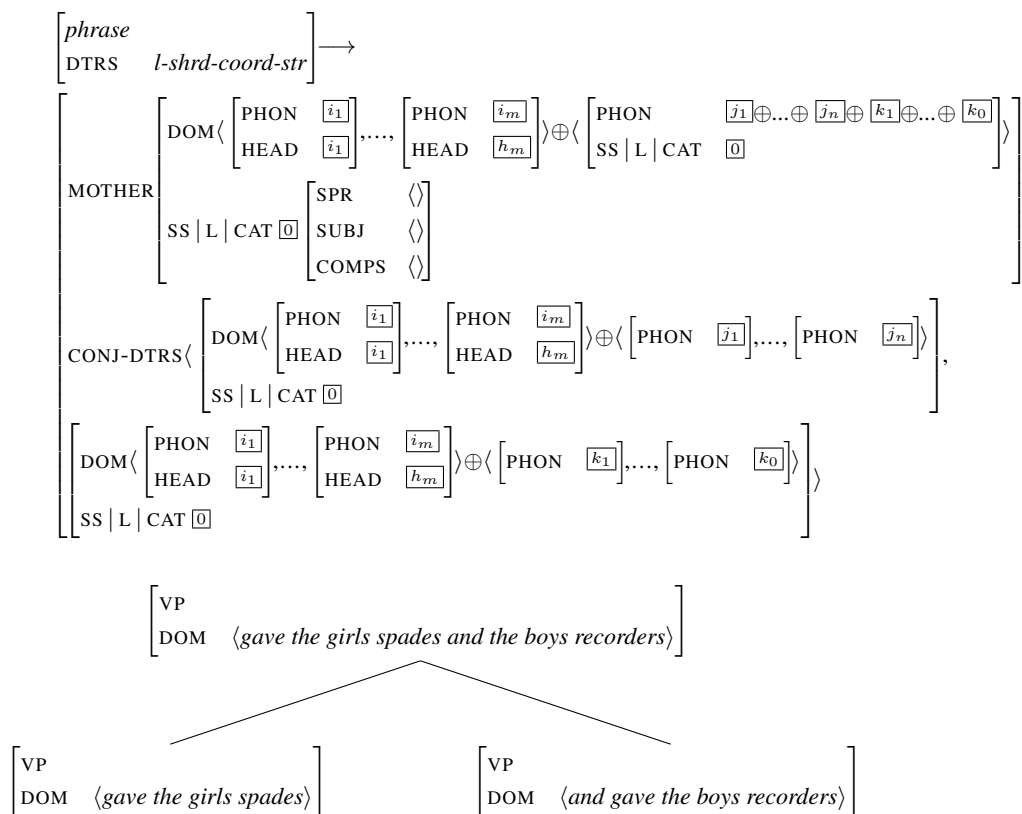 phrase
DTRS l-shrd-coord-str →
MOTHER DOM⟨ PHON i1 HEAD i1 ,..., PHON im HEAD hm ⟩⊕⟨ PHON j1 ⊕...⊕ jn ⊕ k1 ⊕...⊕ k0 SS | L | CAT 0 ⟩
SS | L | CAT 0 SPR ⟨⟩ SUBJ ⟨⟩ COMPS ⟨⟩
CONJ-DTRS⟨ DOM⟨ PHON i1 HEAD i1 ,..., PHON im HEAD hm ⟩⊕⟨ PHON j1 ,..., PHON jn ⟩
SS | L | CAT 0 ,
DOM⟨ PHON i1 HEAD i1 ,..., PHON im HEAD hm ⟩⊕⟨ PHON k1 ,..., PHON k0 ⟩
SS | L | CAT 0 ⟩
VP
DOM ⟨gave the girls spades and the boys recorders⟩
VP
DOM ⟨gave the girls spades⟩
VP
DOM ⟨and gave the boys recorders⟩